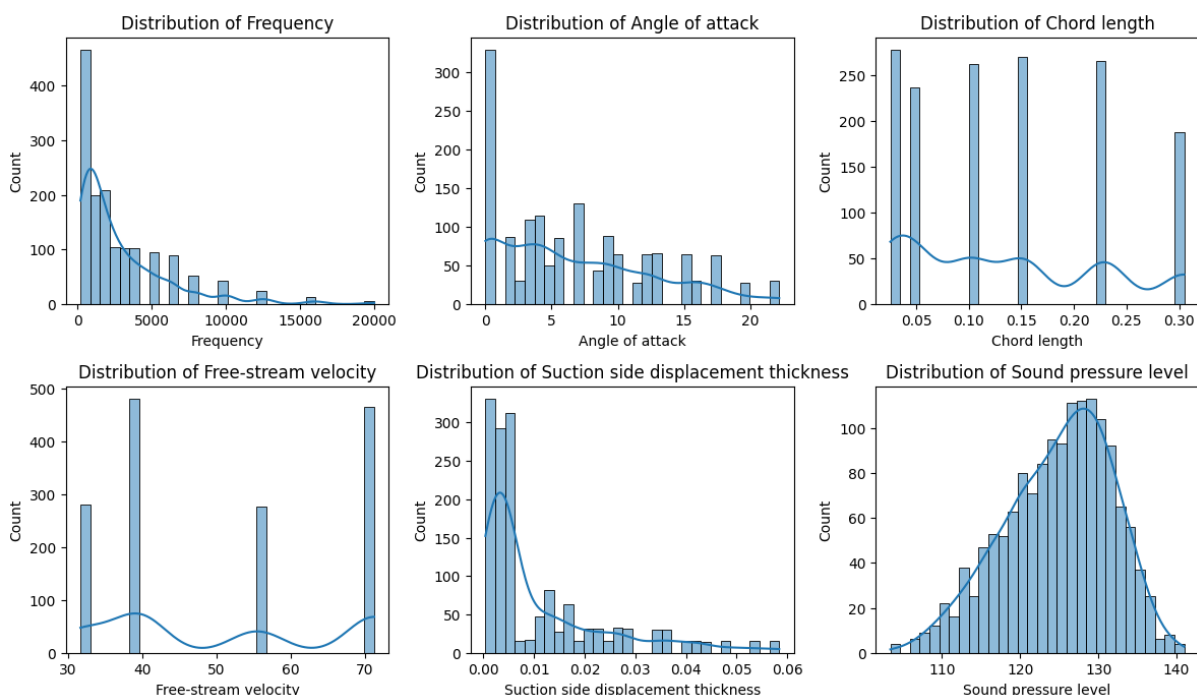 Distribution of Frequency
Count
400
300
200
100
0
0 5000 10000 15000 20000
Frequency
Distribution of Angle of attack
Count
300
250
200
150
100
50
0
0 5 10 15 20
Angle of attack
Distribution of Chord length
Count
250
200
150
100
50
0
0.05 0.10 0.15 0.20 0.25 0.30
Chord length
Distribution of Free-stream velocity
Count
500
400
300
200
100
0
30 40 50 60 70
Free-stream velocity
Distribution of Suction side displacement thickness
Count
300
250
200
150
100
50
0
0.00 0.01 0.02 0.03 0.04 0.05 0.06
Suction side displacement thickness
Distribution of Sound pressure level
Count
100
80
60
40
20
0
110 120 130 140
Sound pressure level